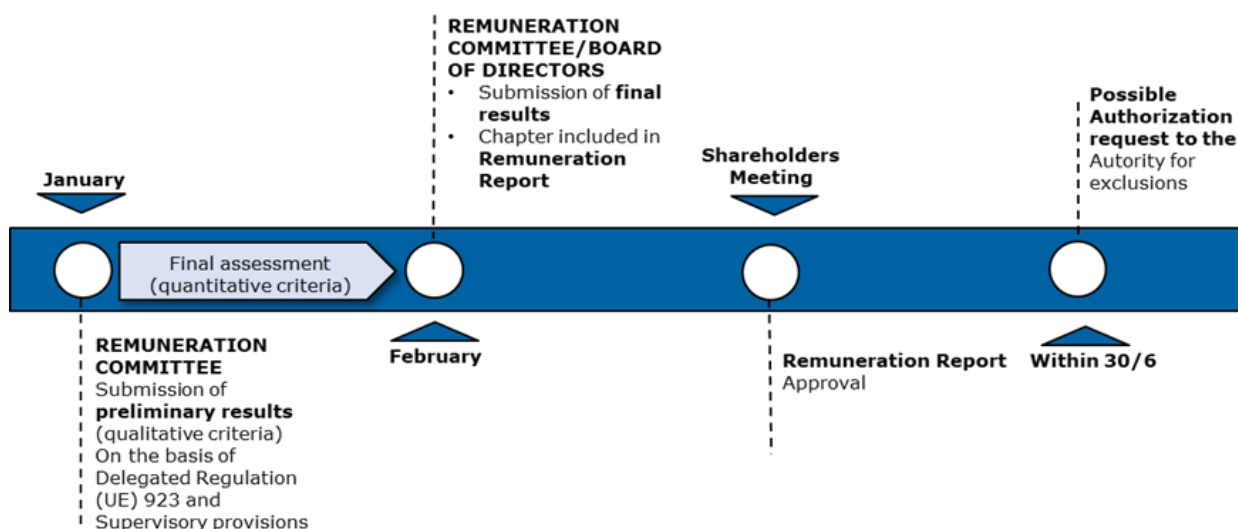 January
REMUNERATION
COMMITTEE
Submission of
preliminary results
(qualitative criteria)
On the basis of
Delegated Regulation
(UE) 923 and
Supervisory provisions
Final assessment
(quantitative criteria)
REMUNERATION
COMMITTEE/BOARD
OF DIRECTORS
• Submission of final
results
• Chapter included in
Remuneration
Report
February
Shareholders
Meeting
Remuneration Report
Approval
Possible
Authorization
request to the
Autority for
exclusions
Within 30/6